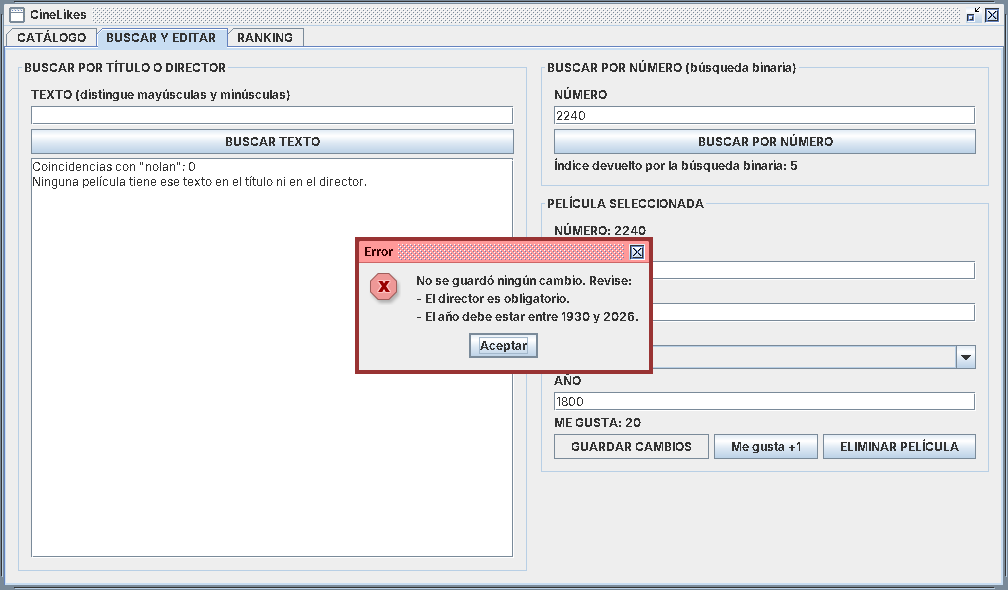 CineLikes
CATÁLOGO
BUSCAR Y EDITAR
RANKING
BUSCAR POR TÍTULO O DIRECTOR
TEXTO (distingue mayúsculas y minúsculas)
BUSCAR TEXTO
Coincidencias con "nolan": 0
Ninguna película tiene ese texto en el título ni en el director.
BUSCAR POR NÚMERO (búsqueda binaria)
NÚMERO
2240
BUSCAR POR NÚMERO
Índice devuelto por la búsqueda binaria: 5
PELÍCULA SELECCIONADA
NÚMERO: 2240
Error
No se guardó ningún cambio. Revise:
- El director es obligatorio.
- El año debe estar entre 1930 y 2026.
Aceptar
AÑO
1800
ME GUSTA: 20
GUARDAR CAMBIOS
Me gusta +1
ELIMINAR PELÍCULA